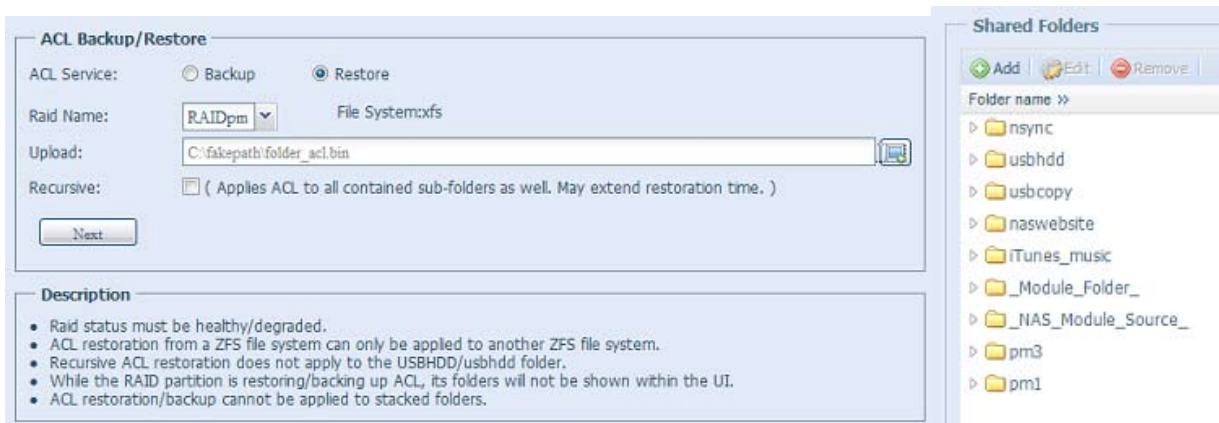 ACL Backup/Restore
ACL Service: Backup Restore
Raid Name: RAIDpm File System:xfs
Upload: C:\fakepath\folder_acl.bin
Recursive: ( Applies ACL to all contained sub-folders as well. May extend restoration time. )
Next
Description
• Raid status must be healthy/degraded.
• ACL restoration from a ZFS file system can only be applied to another ZFS file system.
• Recursive ACL restoration does not apply to the USBHDD/usbhdd folder.
• While the RAID partition is restoring/backing up ACL, its folders will not be shown within the UI.
• ACL restoration/backup cannot be applied to stacked folders.
Shared Folders
Add Edit Remove
Folder name »
nsync
usbhdd
usbcopy
naswebsite
iTunes_music
_Module_Folder_
_NAS_Module_Source_
pm3
pm1